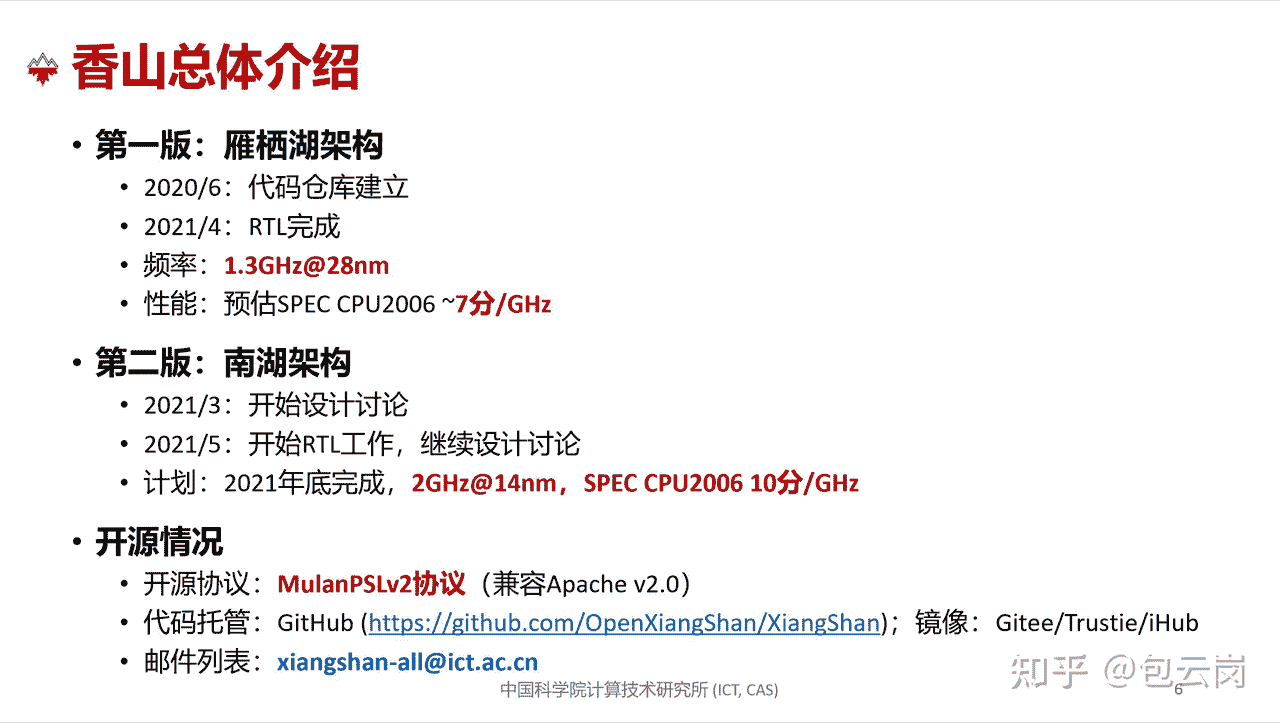 香山总体介绍
• 第一版：雁栖湖架构
• 2020/6：代码仓库建立
• 2021/4：RTL完成
• 频率：1.3GHz@28nm
• 性能：预估SPEC CPU2006 ~7分/GHz
• 第二版：南湖架构
• 2021/3：开始设计讨论
• 2021/5：开始RTL工作，继续设计讨论
• 计划：2021年底完成，2GHz@14nm，SPEC CPU2006 10分/GHz
• 开源情况
• 开源协议：MulanPSLv2协议（兼容Apache v2.0）
• 代码托管：GitHub (https://github.com/OpenXiangShan/XiangShan)；镜像：Gitee/Trustie/iHub
• 邮件列表：xiangshan-all@ict.ac.cn
中国科学院计算技术研究所 (ICT, CAS)
6
知乎 @包云岗